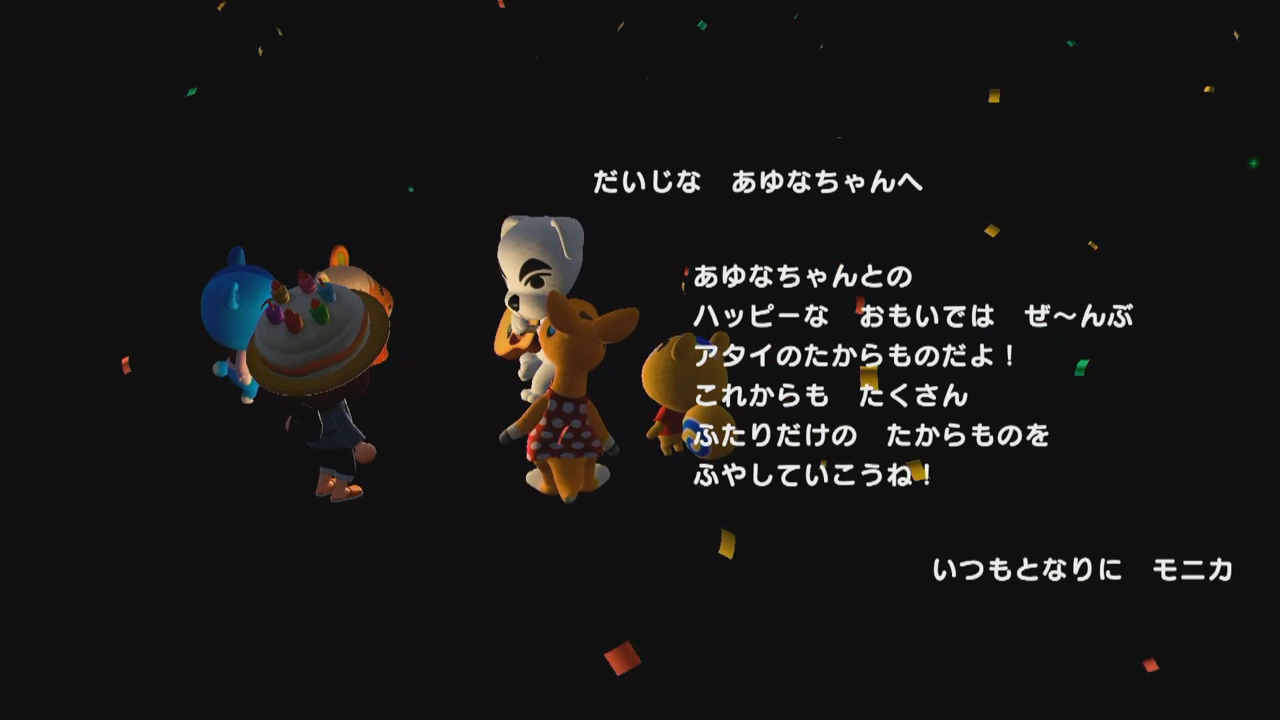 だいじな　あゆなちゃんへ
あゆなちゃんとの
ハッピーな　おもいでは　ぜ～んぶ
アタイのたからものだよ！
これからも　たくさん
ふたりだけの　たからものを
ふやしていこうね！
いつもとなりに　モニカ